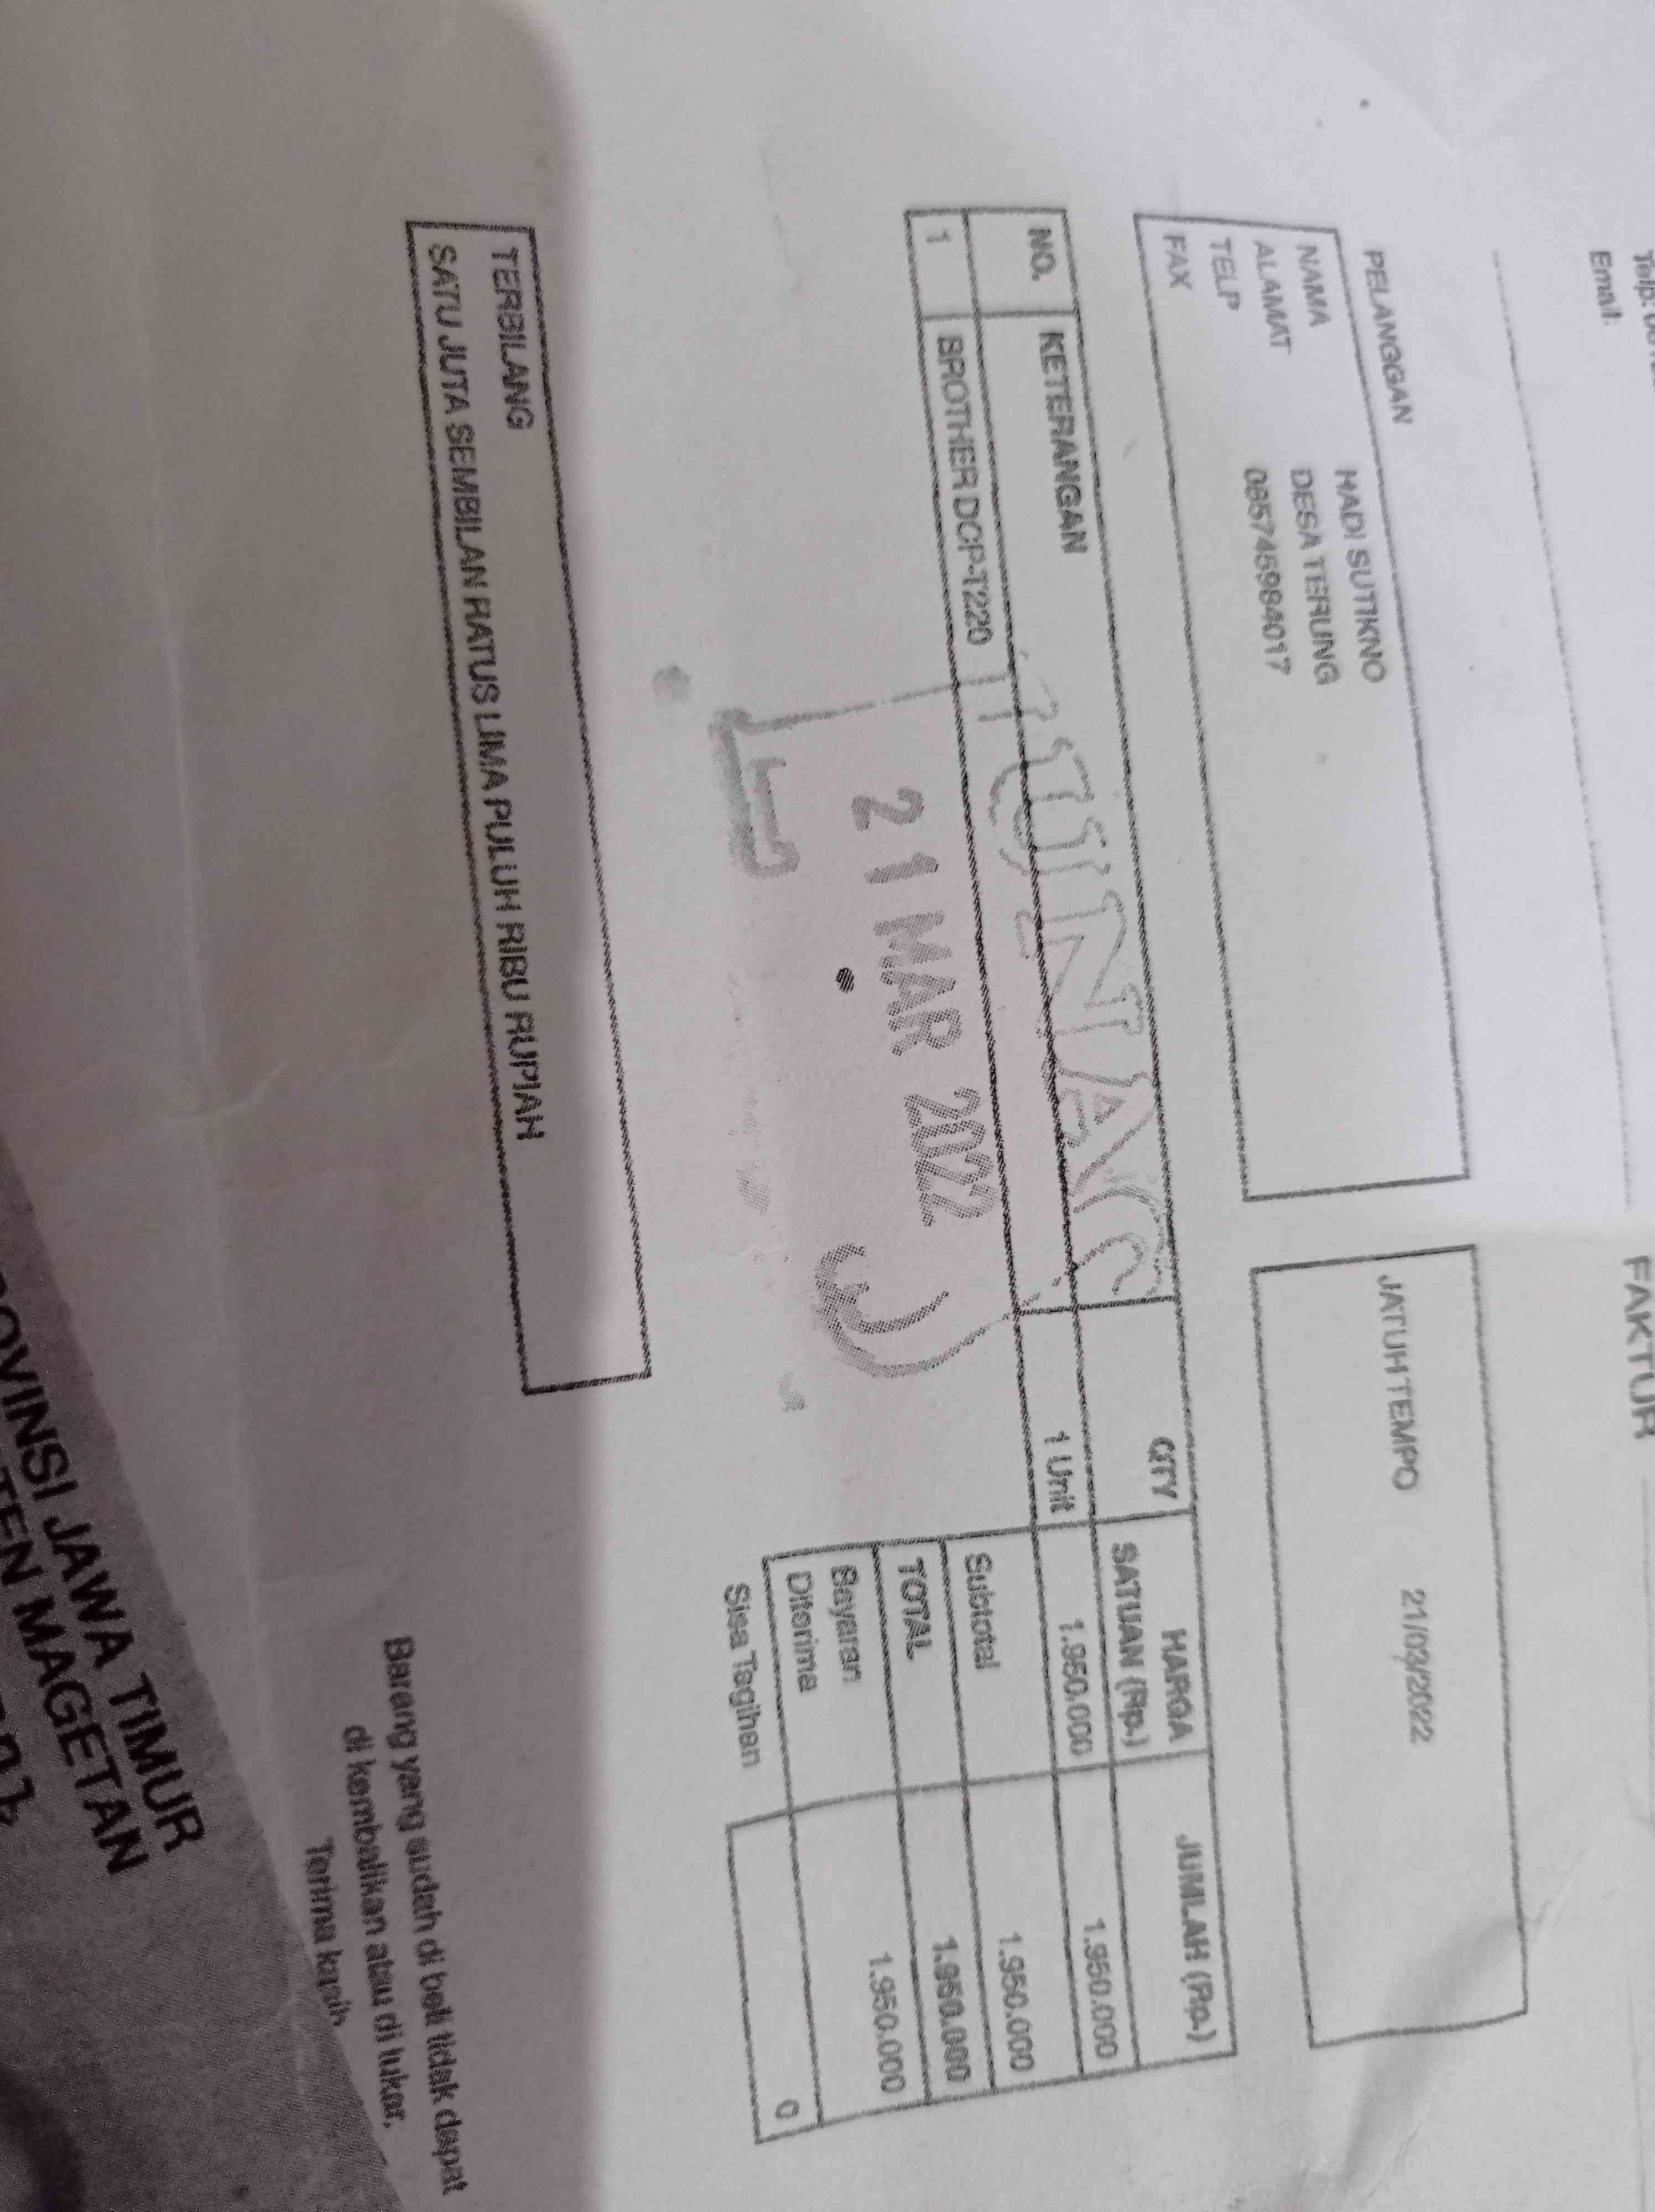 Email:
FAKTUR
PELANGGAN
NAMA HADI SUTIKNO
ALAMAT DESA TERUNG
TELP 085745984017
FAX
JATUH TEMPO 21/03/2022
NO. KETERANGAN QTY HARGA SATUAN (Rp.) JUMLAH (Rp.)
1 BROTHER DCP-T220 1 Unit 1.950.000 1.950.000
Subtotal 1.950.000
TOTAL 1.950.000
Bayaran Diterima 1.950.000
Sisa Tagihan 0
TUNAI
21 MAR 2022
TERBILANG
SATU JUTA SEMBILAN RATUS LIMA PULUH RIBU RUPIAH
Barang yang sudah di beli tidak dapat
di kembalikan atau di tukar.
Terima kasih
JAWA TIMUR
MAGETAN